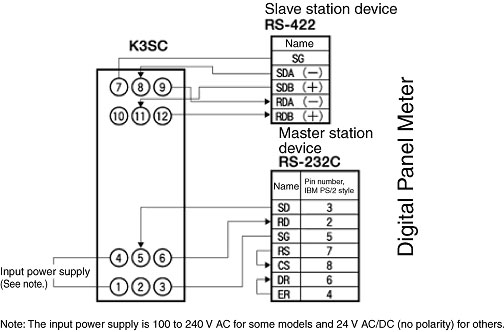 Slave station device
RS-422
K3SC
Name
SG
SDA (−)
SDB (+)
RDA (−)
RDB (+)
7 8 9
10 11 12
Master station
device
RS-232C
Name Pin number,
IBM PS/2 style
SD 3
RD 2
SG 5
RS 7
CS 8
DR 6
ER 4
4 5 6
1 2 3
Input power supply
(See note.)
Digital Panel Meter
Note: The input power supply is 100 to 240 V AC for some models and 24 V AC/DC (no polarity) for others.